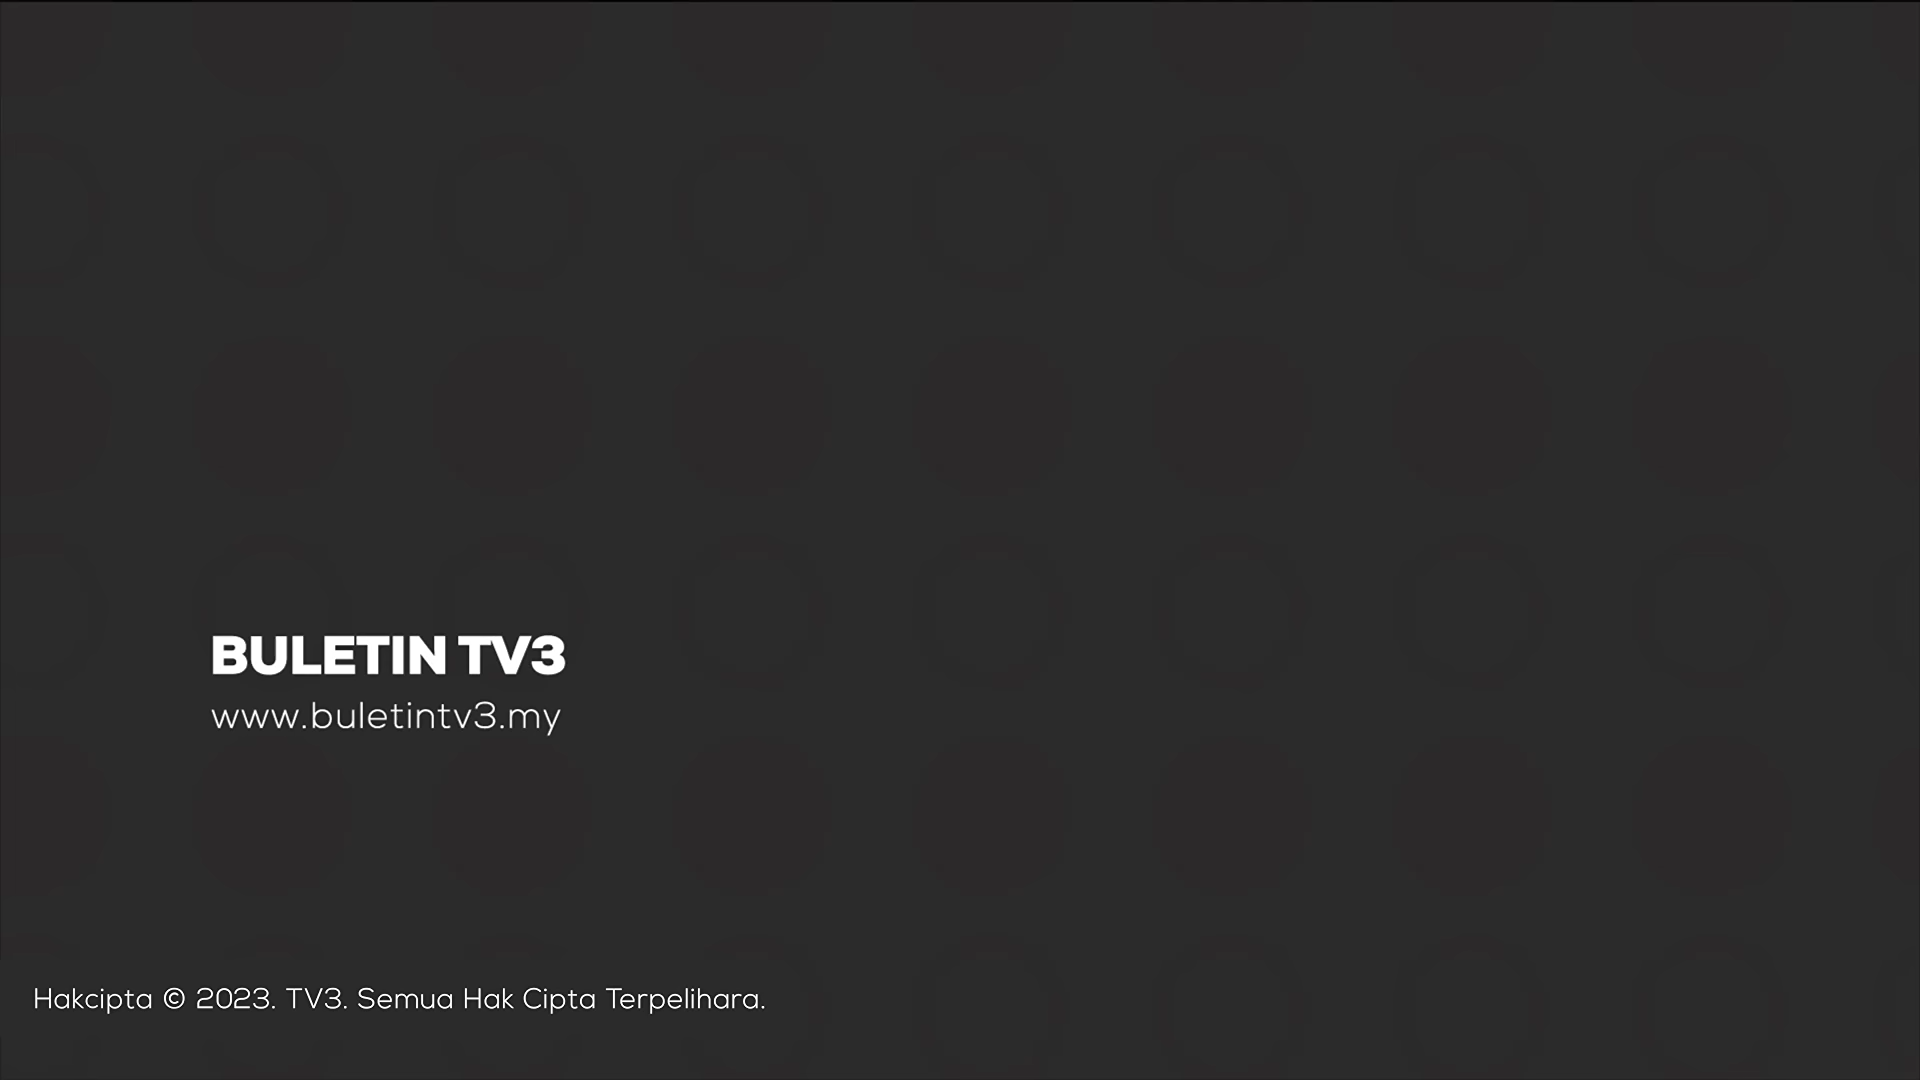 BULETIN TV3
www.buletintv3.my
Hakcipta © 2023. TV3. Semua Hak Cipta Terpelihara.